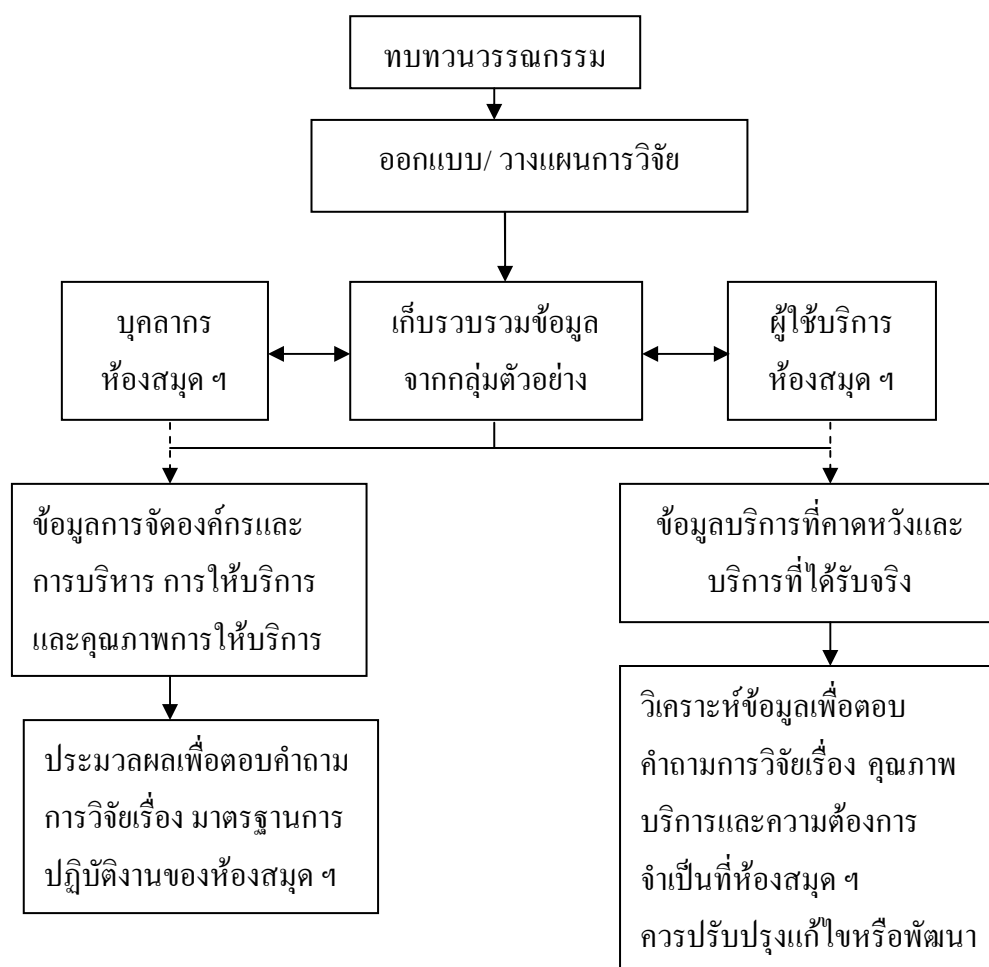 ทบทวนวรรณกรรม
ออกแบบ/ วางแผนการวิจัย
บุคลากร
ห้องสมุด ฯ
เก็บรวบรวมข้อมูล
จากกลุ่มตัวอย่าง
ผู้ใช้บริการ
ห้องสมุด ฯ
ข้อมูลการจัดองค์กรและ
การบริหาร การให้บริการ
และคุณภาพการให้บริการ
ข้อมูลบริการที่คาดหวังและ
บริการที่ได้รับจริง
ประมวลผลเพื่อตอบคำถาม
การวิจัยเรื่อง มาตรฐานการ
ปฏิบัติงานของห้องสมุด ฯ
วิเคราะห์ข้อมูลเพื่อตอบ
คำถามการวิจัยเรื่อง คุณภาพ
บริการและความต้องการ
จำเป็นที่ห้องสมุด ฯ
ควรปรับปรุงแก้ไขหรือพัฒนา